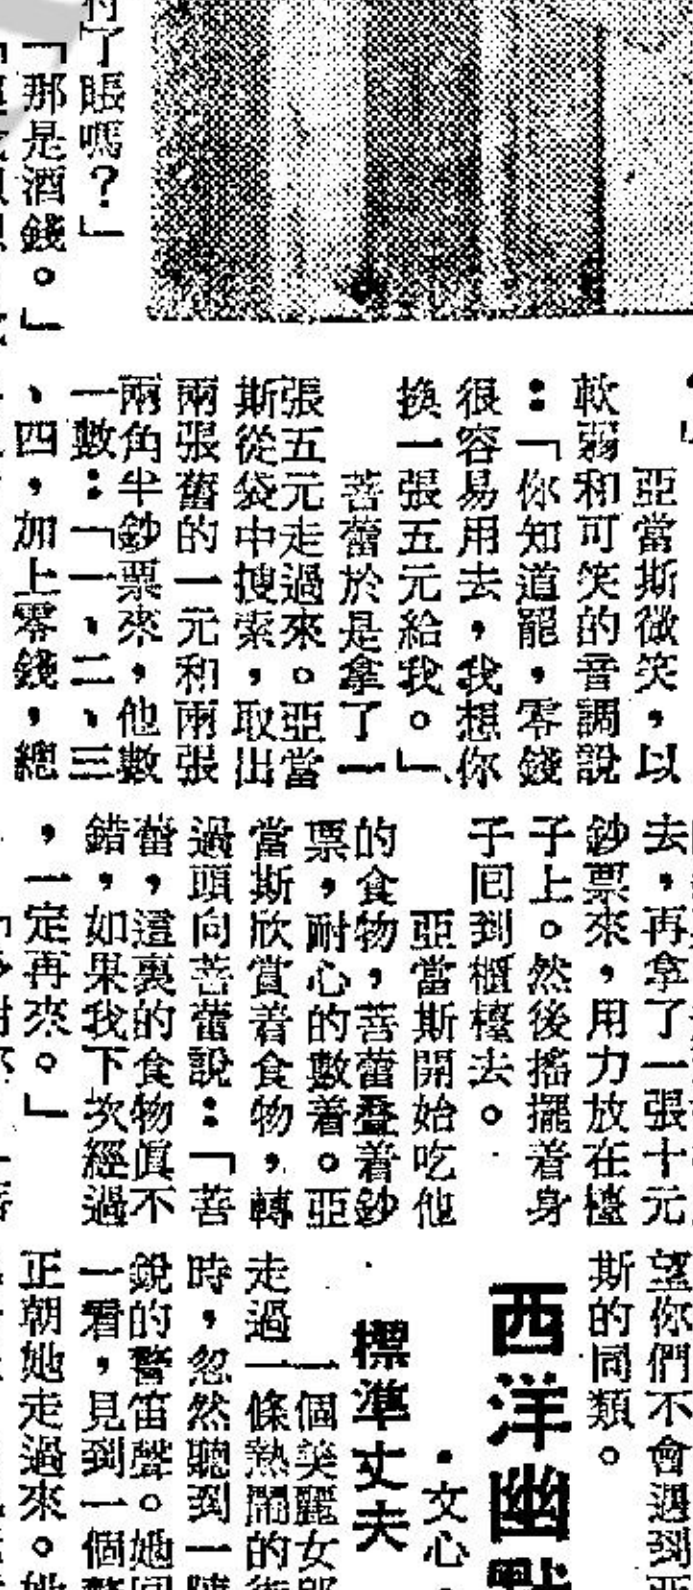 付了賬嗎？」
「那是酒錢。」
亞當斯微笑，以
軟弱和可笑的音調說
：「你知道罷，零錢
很容易用去，我想你
換一張五元給我。」
菩蕾於是拿了一
張五元走過來。亞當
斯從袋中搜索，取出
兩張舊的一元和兩張
兩角半鈔票來，他數
一數：「一、二、三
、四，加上零錢，總
去，再拿了一張十元
鈔票來，用力放在檯
子上。然後搖擺着身
子回到櫃檯去。
亞當斯開始吃他
的食物，菩蕾疊着鈔
票，耐心的數着。亞
當斯欣賞着食物，轉
過頭向菩蕾說：「菩
蕾，這裏的食物眞不
錯，如果我下次經過
，一定再來。」
望你們不會遇到亞
斯的同類。
西洋幽默
•文心
標準丈夫
一個美麗女郎
走過一條熱鬧的街
時，忽然聽到一陣
銳的警笛聲。她回
一看，見到一個警
正朝她走過來。她